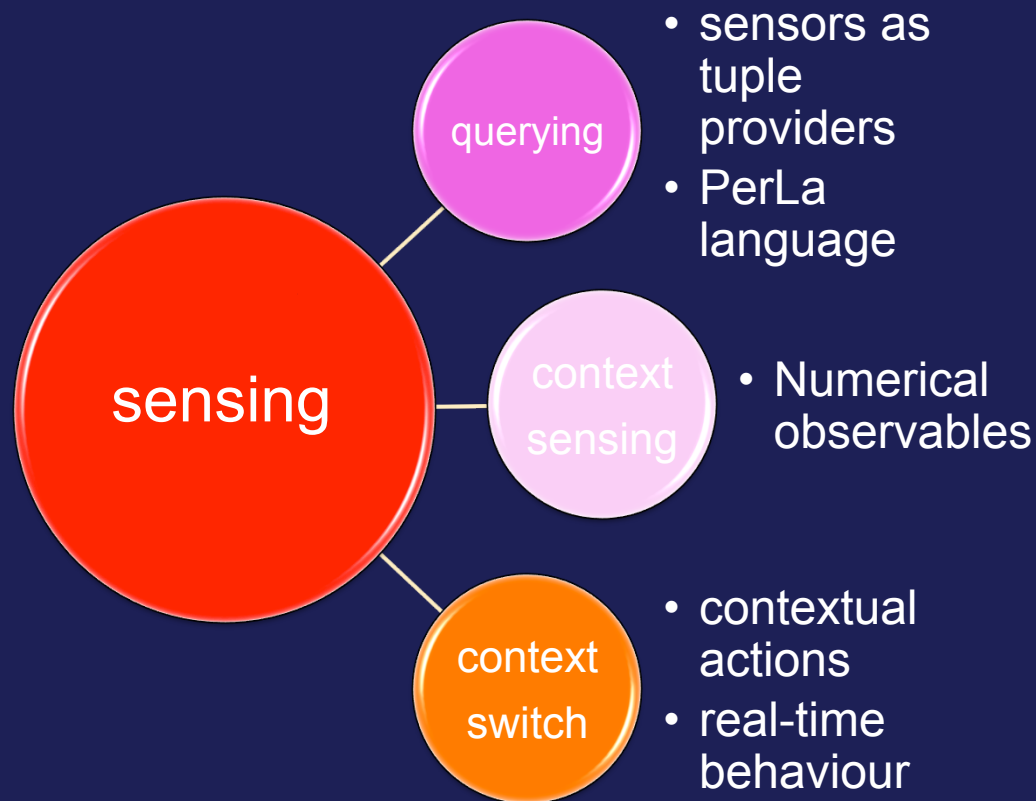 sensing
querying
• sensors as
tuple
providers
• PerLa
language
context
sensing
• Numerical
observables
context
switch
• contextual
actions
• real-time
behaviour